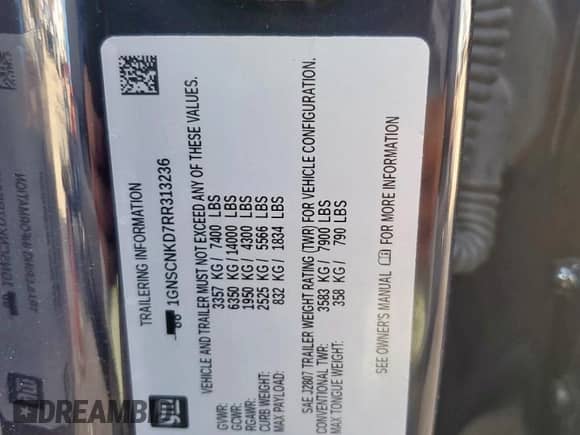 TRAILERING INFORMATION
1GNSCNKD7RR313236
VEHICLE AND TRAILER MUST NOT EXCEED ANY OF THESE VALUES.
GVWR: 3357 KG / 7400 LBS
GCWR: 6350 KG / 14000 LBS
RGAWR: 1950 KG / 4300 LBS
CURB WEIGHT: 2525 KG / 5566 LBS
MAX PAYLOAD: 832 KG / 1834 LBS
SAE J2807 TRAILER WEIGHT RATING (TWR) FOR VEHICLE CONFIGURATION.
CONVENTIONAL TWR: 3583 KG / 7900 LBS
MAX TONGUE WEIGHT: 358 KG / 790 LBS
SEE OWNER'S MANUAL FOR MORE INFORMATION
gm
DREAMB